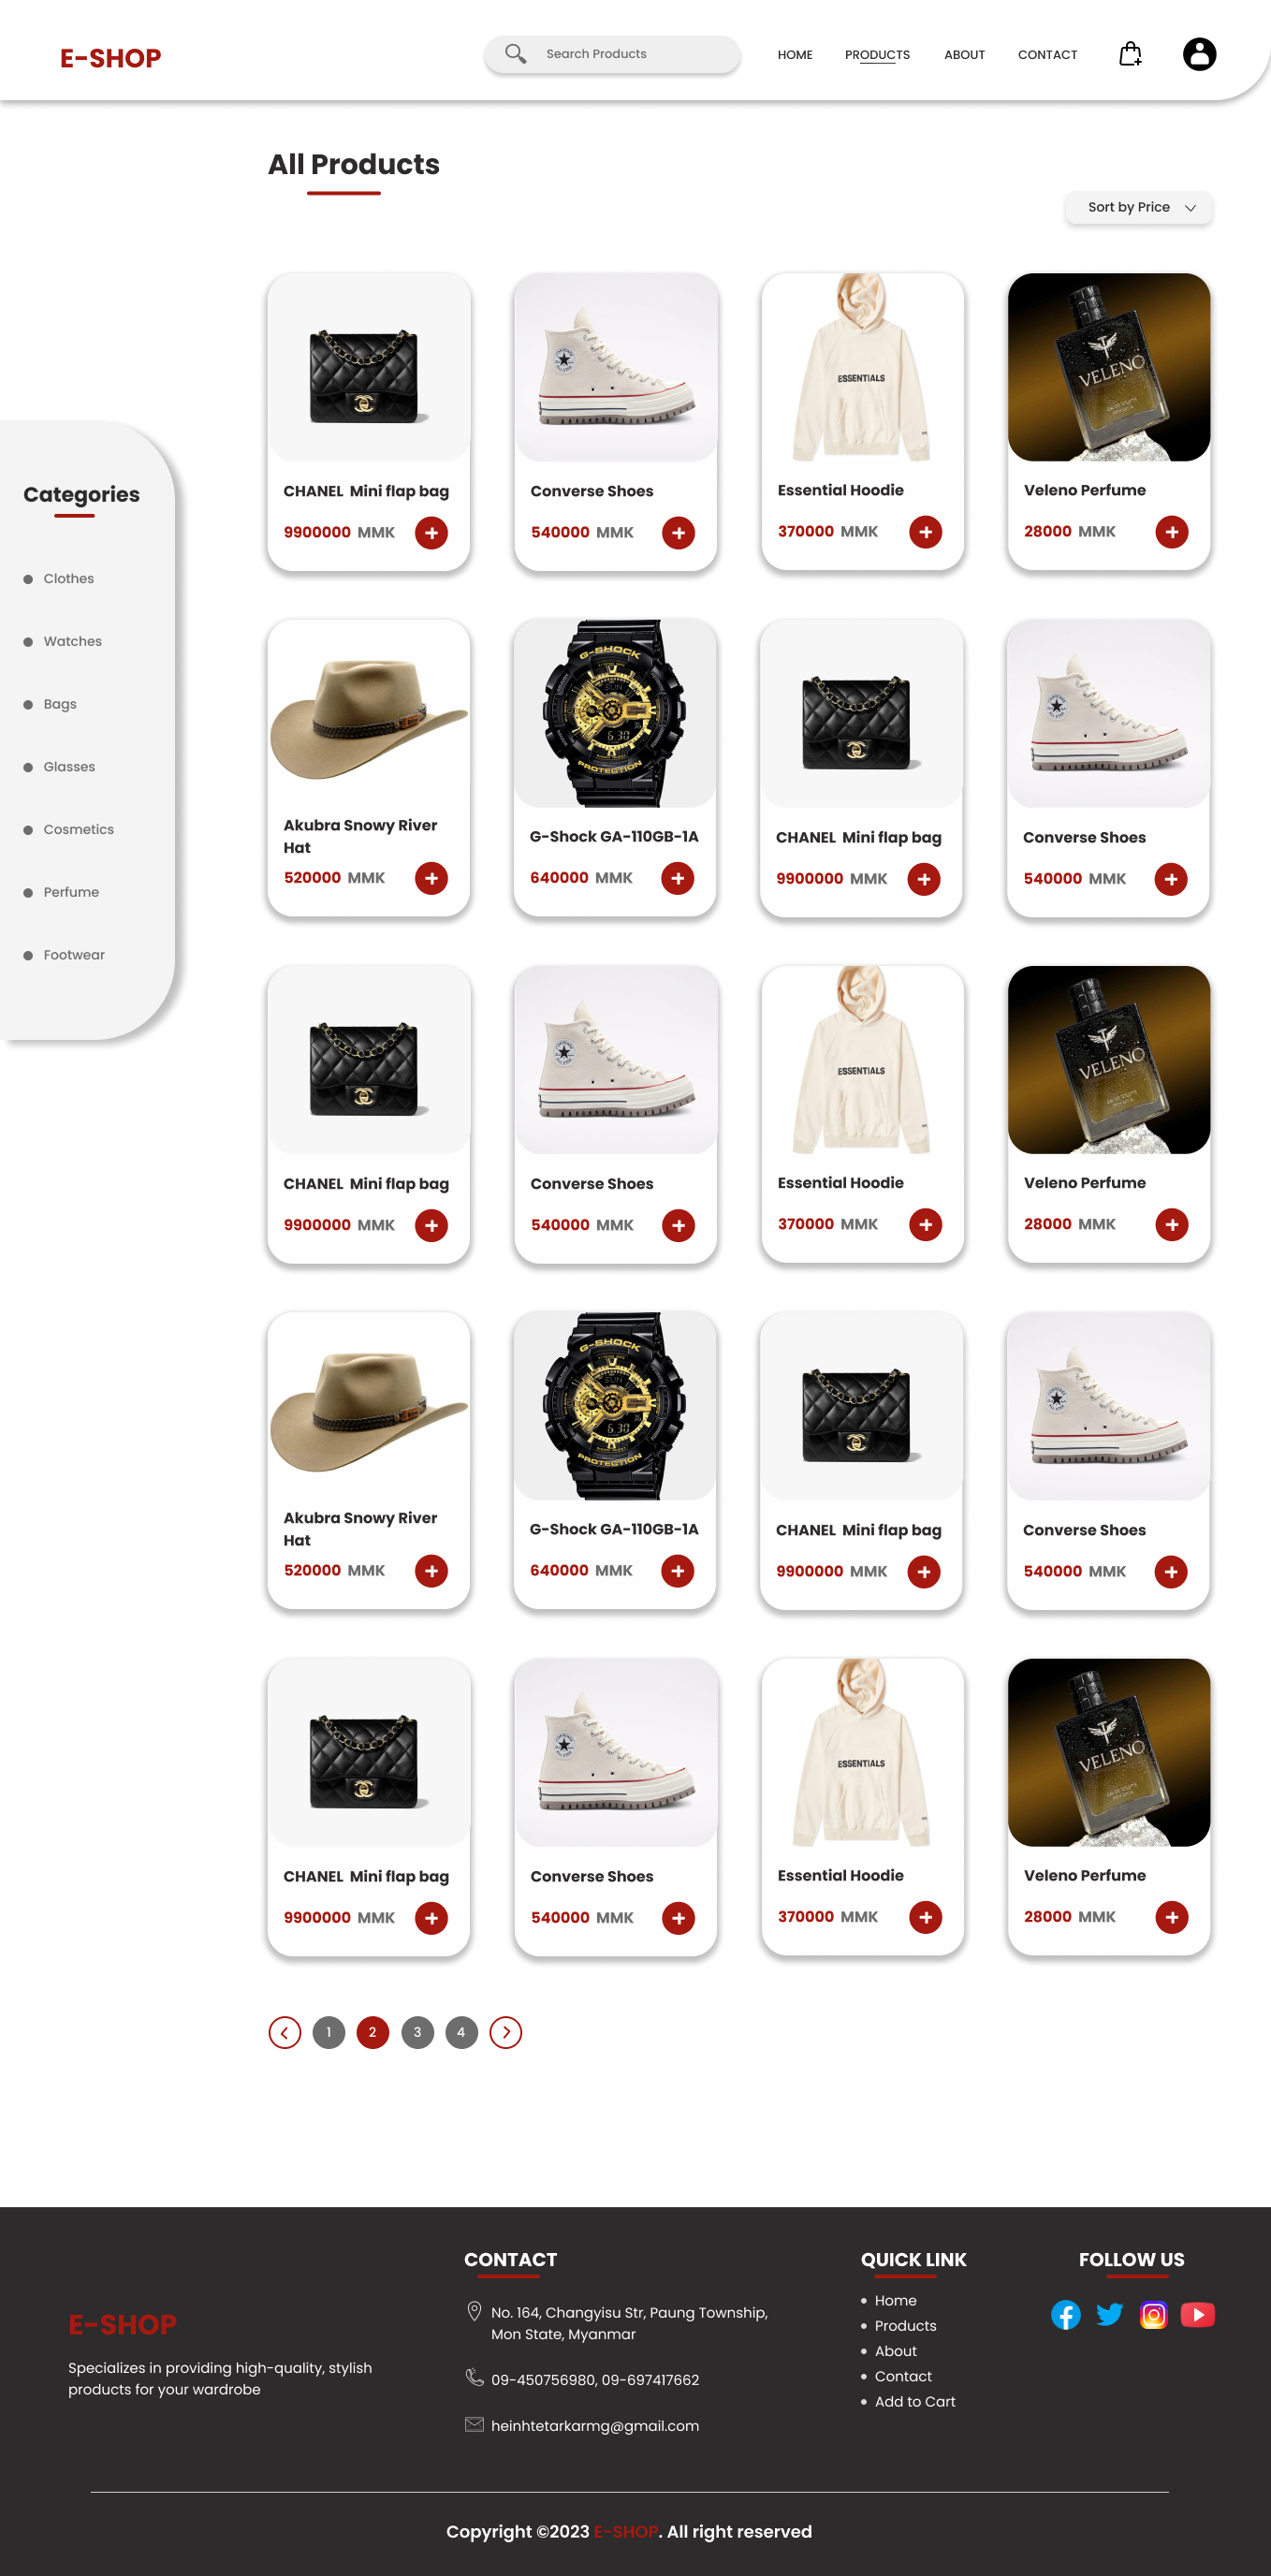 E-SHOP
Search Products
HOME
PRODUCTS
ABOUT
CONTACT
All Products
Sort by Price
ESSENTIALS
VELENO
CHANEL Mini flap bag
9900000 MMK
Converse Shoes
540000 MMK
Essential Hoodie
370000 MMK
Veleno Perfume
28000 MMK
Categories
Clothes
Watches
Bags
Glasses
Cosmetics
Perfume
Footwear
G-SHOCK
SUN
6:30
PROTECTION
Akubra Snowy River
Hat
520000 MMK
G-Shock GA-110GB-1A
640000 MMK
CHANEL Mini flap bag
9900000 MMK
Converse Shoes
540000 MMK
ESSENTIALS
VELENO
CHANEL Mini flap bag
9900000 MMK
Converse Shoes
540000 MMK
Essential Hoodie
370000 MMK
Veleno Perfume
28000 MMK
G-SHOCK
SUN
6:30
PROTECTION
Akubra Snowy River
Hat
520000 MMK
G-Shock GA-110GB-1A
640000 MMK
CHANEL Mini flap bag
9900000 MMK
Converse Shoes
540000 MMK
ESSENTIALS
VELENO
CHANEL Mini flap bag
9900000 MMK
Converse Shoes
540000 MMK
Essential Hoodie
370000 MMK
Veleno Perfume
28000 MMK
1 2 3 4
E-SHOP
Specializes in providing high-quality, stylish
products for your wardrobe
CONTACT
No. 164, Changyisu Str, Paung Township,
Mon State, Myanmar
09-450756980, 09-697417662
heinhtetarkarmg@gmail.com
QUICK LINK
Home
Products
About
Contact
Add to Cart
FOLLOW US
Copyright ©2023 E-SHOP. All right reserved